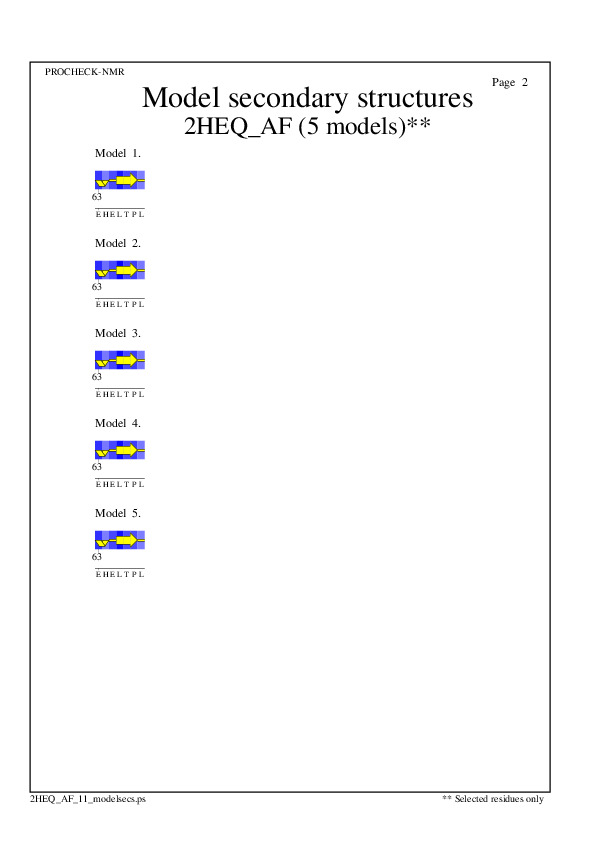 PROCHECK-NMR
Page 2
Model secondary structures
2HEQ_AF (5 models)**
Model 1.
63
E H E L T P L
Model 2.
63
E H E L T P L
Model 3.
63
E H E L T P L
Model 4.
63
E H E L T P L
Model 5.
63
E H E L T P L
2HEQ_AF_11_modelsecs.ps
** Selected residues only